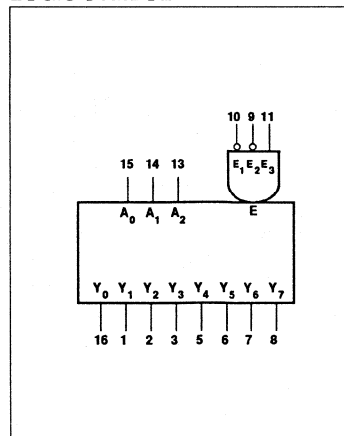 10 9 11
15 14 13
E₁ E₂ E₃
A₀ A₁ A₂ E
Y₀ Y₁ Y₂ Y₃ Y₄ Y₅ Y₆ Y₇
16 1 2 3 5 6 7 8